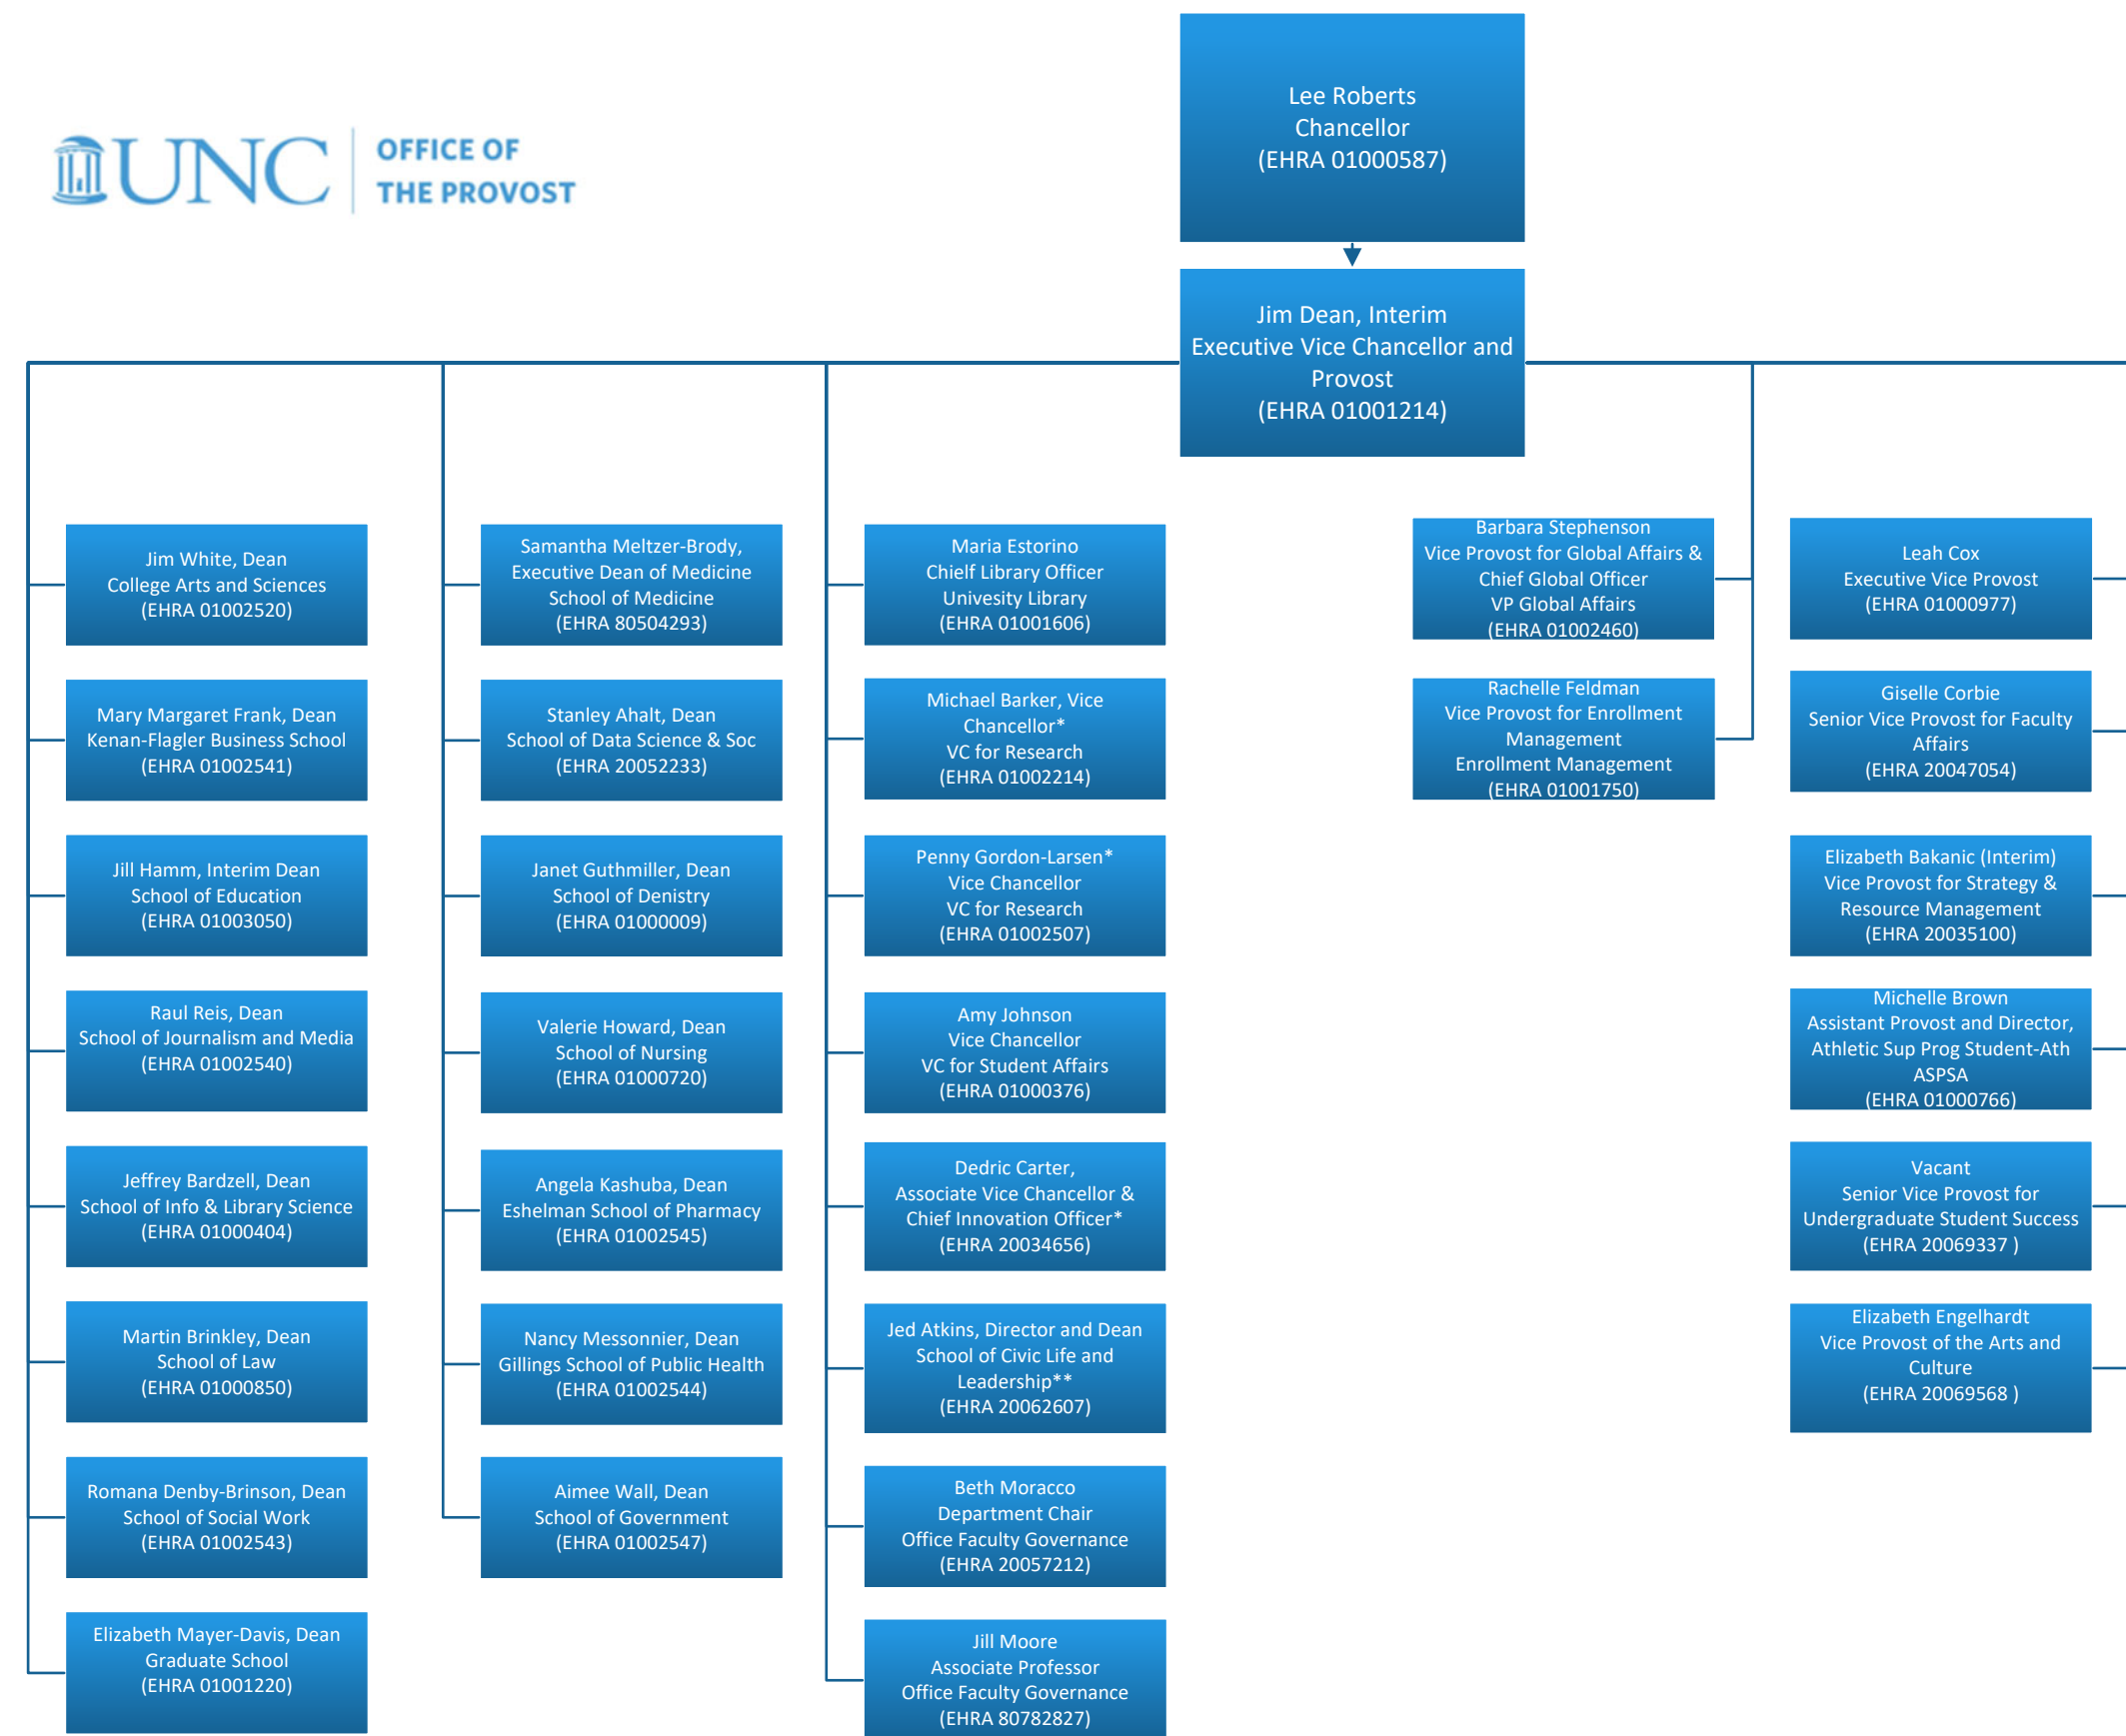 UNC
OFFICE OF
THE PROVOST
Lee Roberts
Chancellor
(EHRA 01000587)
Jim Dean, Interim
Executive Vice Chancellor and
Provost
(EHRA 01001214)
Jim White, Dean
College Arts and Sciences
(EHRA 01002520)
Mary Margaret Frank, Dean
Kenan-Flagler Business School
(EHRA 01002541)
Jill Hamm, Interim Dean
School of Education
(EHRA 01003050)
Raul Reis, Dean
School of Journalism and Media
(EHRA 01002540)
Jeffrey Bardzell, Dean
School of Info & Library Science
(EHRA 01000404)
Martin Brinkley, Dean
School of Law
(EHRA 01000850)
Romana Denby-Brinson, Dean
School of Social Work
(EHRA 01002543)
Elizabeth Mayer-Davis, Dean
Graduate School
(EHRA 01001220)
Samantha Meltzer-Brody,
Executive Dean of Medicine
School of Medicine
(EHRA 80504293)
Stanley Ahalt, Dean
School of Data Science & Soc
(EHRA 20052233)
Janet Guthmiller, Dean
School of Denistry
(EHRA 01000009)
Valerie Howard, Dean
School of Nursing
(EHRA 01000720)
Angela Kashuba, Dean
Eshelman School of Pharmacy
(EHRA 01002545)
Nancy Messonnier, Dean
Gillings School of Public Health
(EHRA 01002544)
Aimee Wall, Dean
School of Government
(EHRA 01002547)
Maria Estorino
Chielf Library Officer
Univesity Library
(EHRA 01001606)
Michael Barker, Vice
Chancellor*
VC for Research
(EHRA 01002214)
Penny Gordon-Larsen*
Vice Chancellor
VC for Research
(EHRA 01002507)
Amy Johnson
Vice Chancellor
VC for Student Affairs
(EHRA 01000376)
Dedric Carter,
Associate Vice Chancellor &
Chief Innovation Officer*
(EHRA 20034656)
Jed Atkins, Director and Dean
School of Civic Life and
Leadership**
(EHRA 20062607)
Beth Moracco
Department Chair
Office Faculty Governance
(EHRA 20057212)
Jill Moore
Associate Professor
Office Faculty Governance
(EHRA 80782827)
Barbara Stephenson
Vice Provost for Global Affairs &
Chief Global Officer
VP Global Affairs
(EHRA 01002460)
Rachelle Feldman
Vice Provost for Enrollment
Management
Enrollment Management
(EHRA 01001750)
Leah Cox
Executive Vice Provost
(EHRA 01000977)
Giselle Corbie
Senior Vice Provost for Faculty
Affairs
(EHRA 20047054)
Elizabeth Bakanic (Interim)
Vice Provost for Strategy &
Resource Management
(EHRA 20035100)
Michelle Brown
Assistant Provost and Director,
Athletic Sup Prog Student-Ath
ASPSA
(EHRA 01000766)
Vacant
Senior Vice Provost for
Undergraduate Student Success
(EHRA 20069337 )
Elizabeth Engelhardt
Vice Provost of the Arts and
Culture
(EHRA 20069568 )